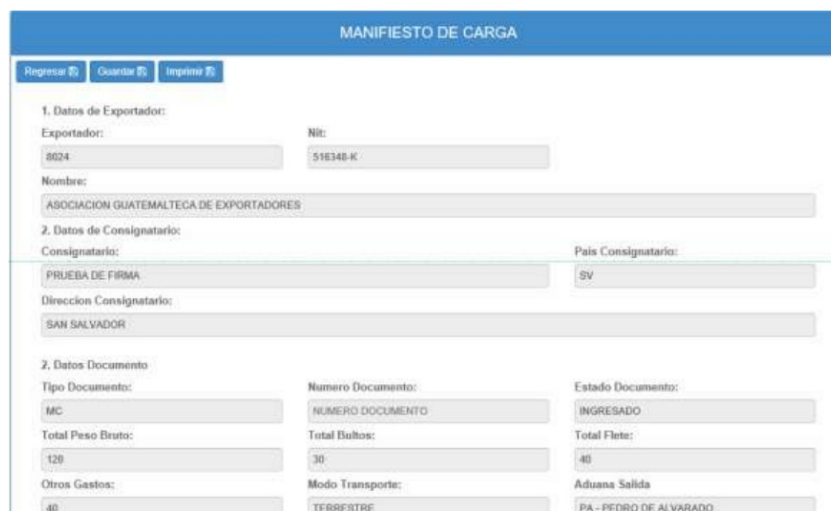 MANIFIESTO DE CARGA
Regresar Guardar Imprimir
1. Datos de Exportador:
Exportador: Nit:
8024 516348-K
Nombre:
ASOCIACION GUATEMALTECA DE EXPORTADORES
2. Datos de Consignatario:
Consignatario: Pais Consignatario:
PRUEBA DE FIRMA SV
Direccion Consignatario:
SAN SALVADOR
2. Datos Documento
Tipo Documento: Numero Documento: Estado Documento:
MC NUMERO DOCUMENTO INGRESADO
Total Peso Bruto: Total Bultos: Total Flete:
120 30 40
Otros Gastos: Modo Transporte: Aduana Salida
40 TERRESTRE PA - PEDRO DE ALVARADO